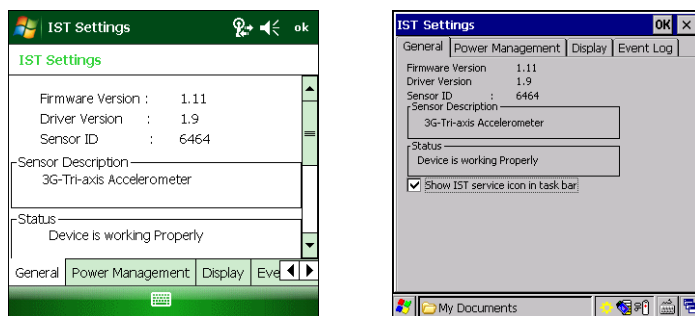 IST Settings
ok
IST Settings
Firmware Version : 1.11
Driver Version : 1.9
Sensor ID : 6464
Sensor Description
3G-Tri-axis Accelerometer
Status
Device is working Properly
General Power Management Display Eve
IST Settings
OK ×
General Power Management Display Event Log
Firmware Version 1.11
Driver Version 1.9
Sensor ID : 6464
Sensor Description
3G-Tri-axis Accelerometer
Status
Device is working Properly
Show IST service icon in task bar
My Documents